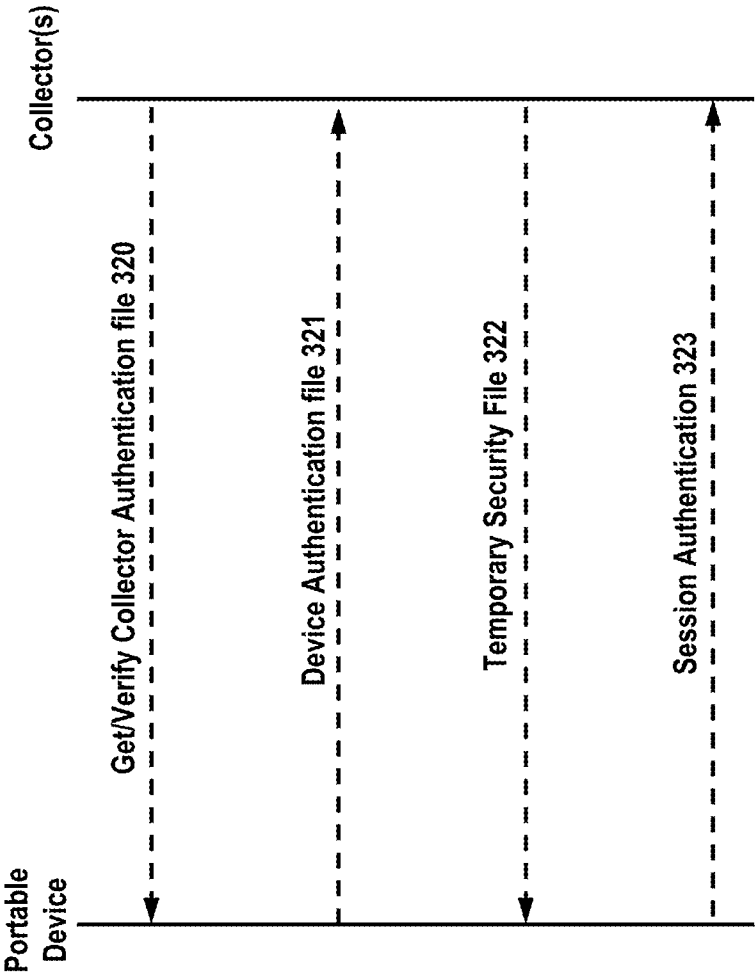 Portable
Device
Collector(s)
Get/Verify Collector Authentication file 320
Device Authentication file 321
Temporary Security File 322
Session Authentication 323